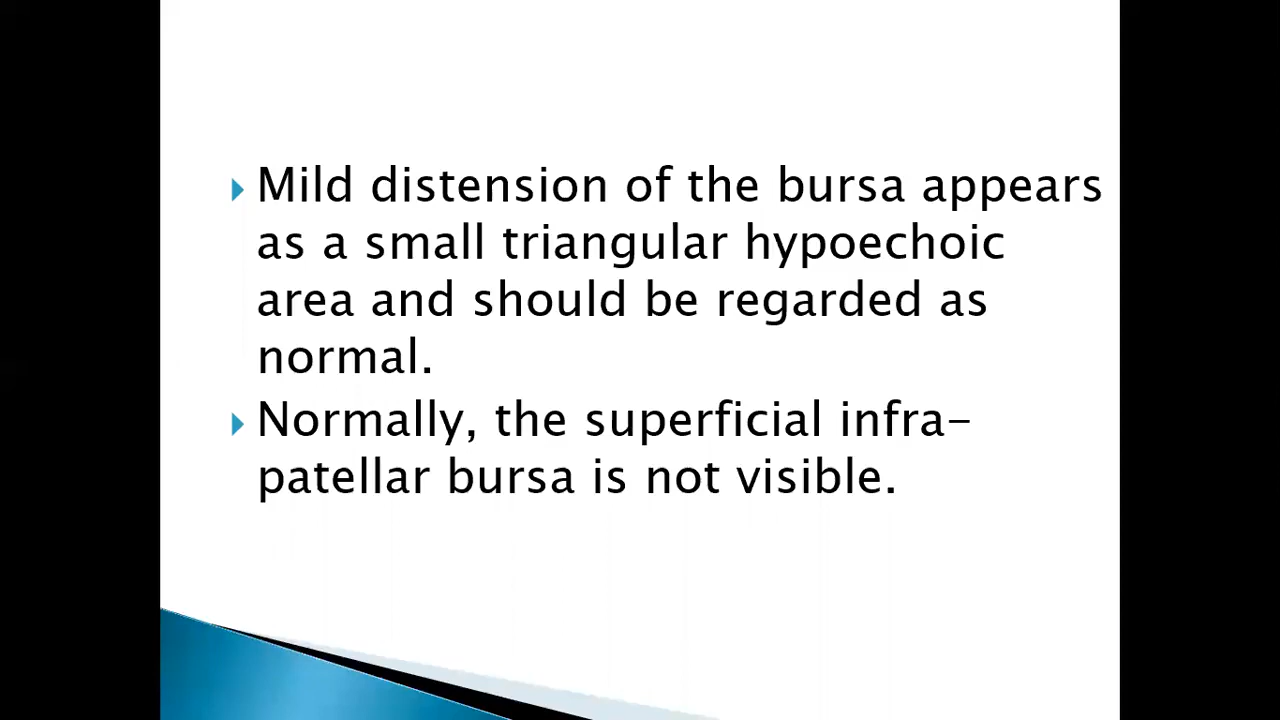 Mild distension of the bursa appears
as a small triangular hypoechoic
area and should be regarded as
normal.
Normally, the superficial infra-
patellar bursa is not visible.